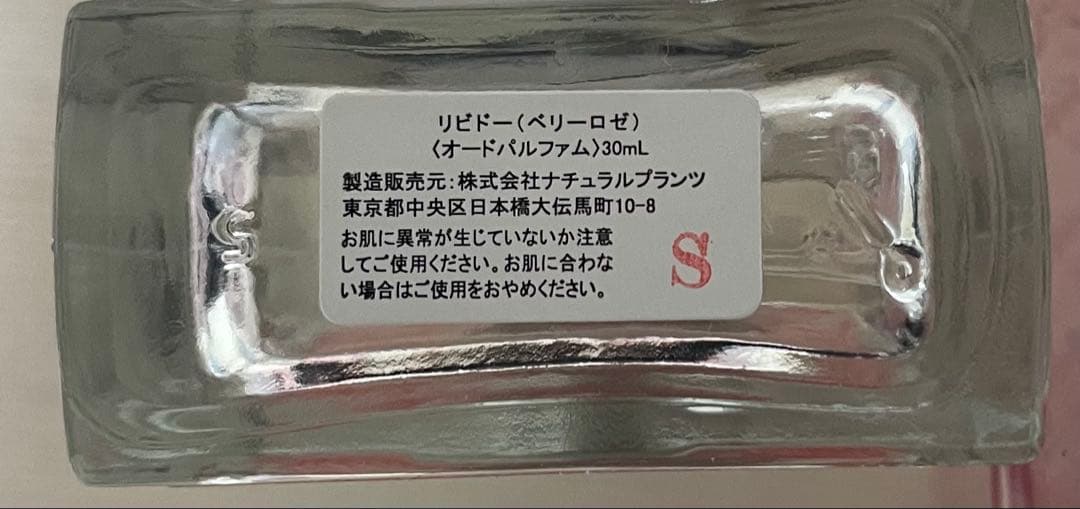 リビドー(ベリーロゼ)
〈オードパルファム〉30mL
製造販売元:株式会社ナチュラルプランツ
東京都中央区日本橋大伝馬町10-8
お肌に異常が生じていないか注意
してご使用ください。お肌に合わな
い場合はご使用をおやめください。
S
5